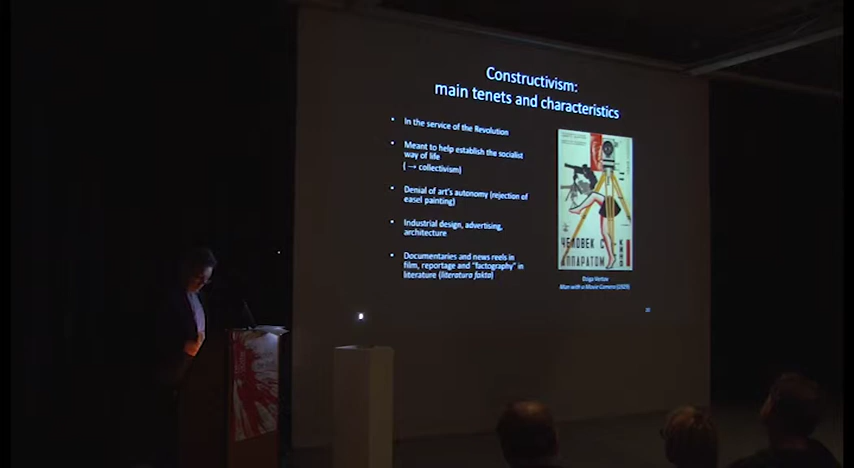 Constructivism:
main tenets and characteristics
• In the service of the Revolution
• Meant to help establish the socialist
way of life
( → collectivism)
• Denial of art's autonomy (rejection of
easel painting)
• Industrial design, advertising,
architecture
• Documentaries and news reels in
film, reportage and "factography" in
literature (literatura fakta)
ЧЕЛОВЕК С
АППАРАТОМ
КИНО
Dziga Vertov
Man with a Movie Camera (1929)